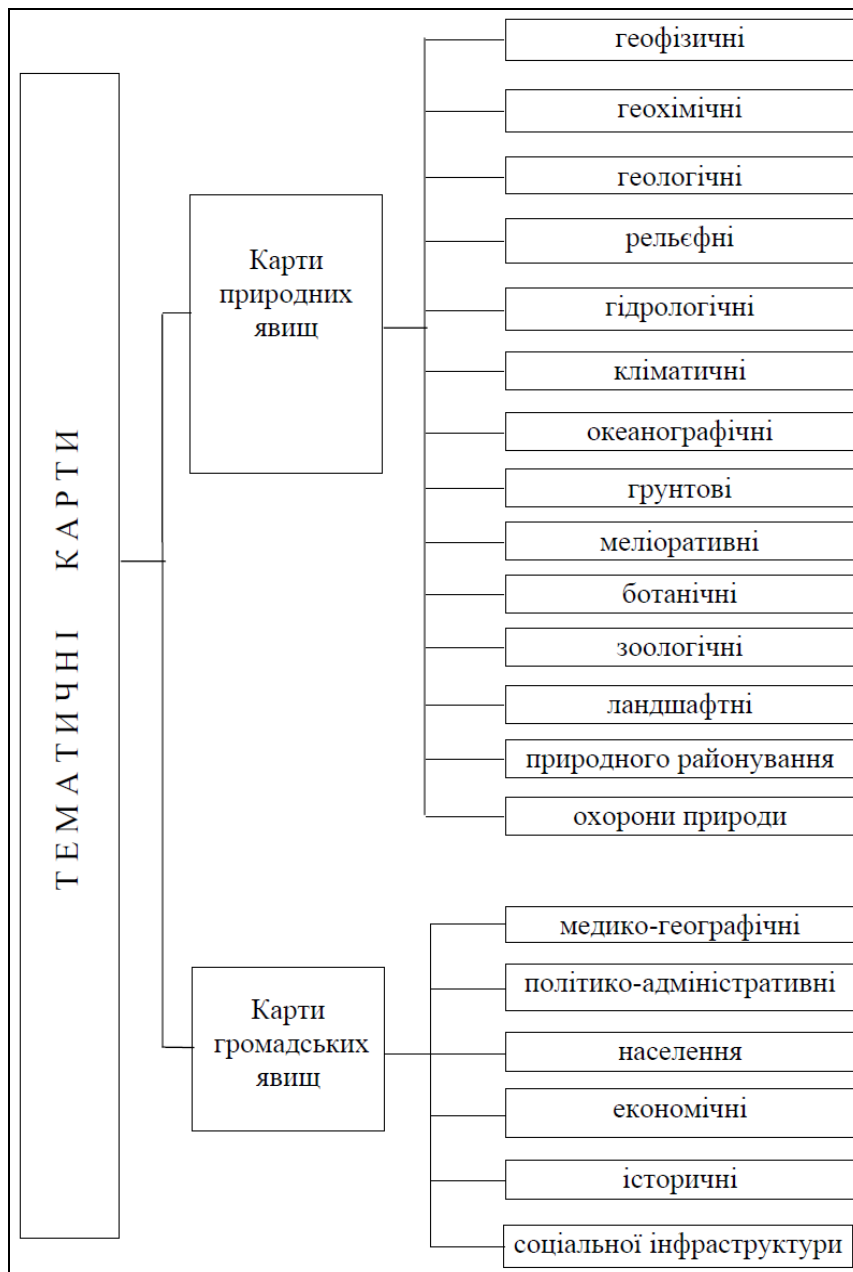 ТЕМАТИЧНІ КАРТИ
Карти
природних
явищ
геофізичні
геохімічні
геологічні
рельєфні
гідрологічні
кліматичні
океанографічні
грунтові
меліоративні
ботанічні
зоологічні
ландшафтні
природного районування
охорони природи
Карти
громадських
явищ
медико-географічні
політико-адміністративні
населення
економічні
історичні
соціальної інфраструктури